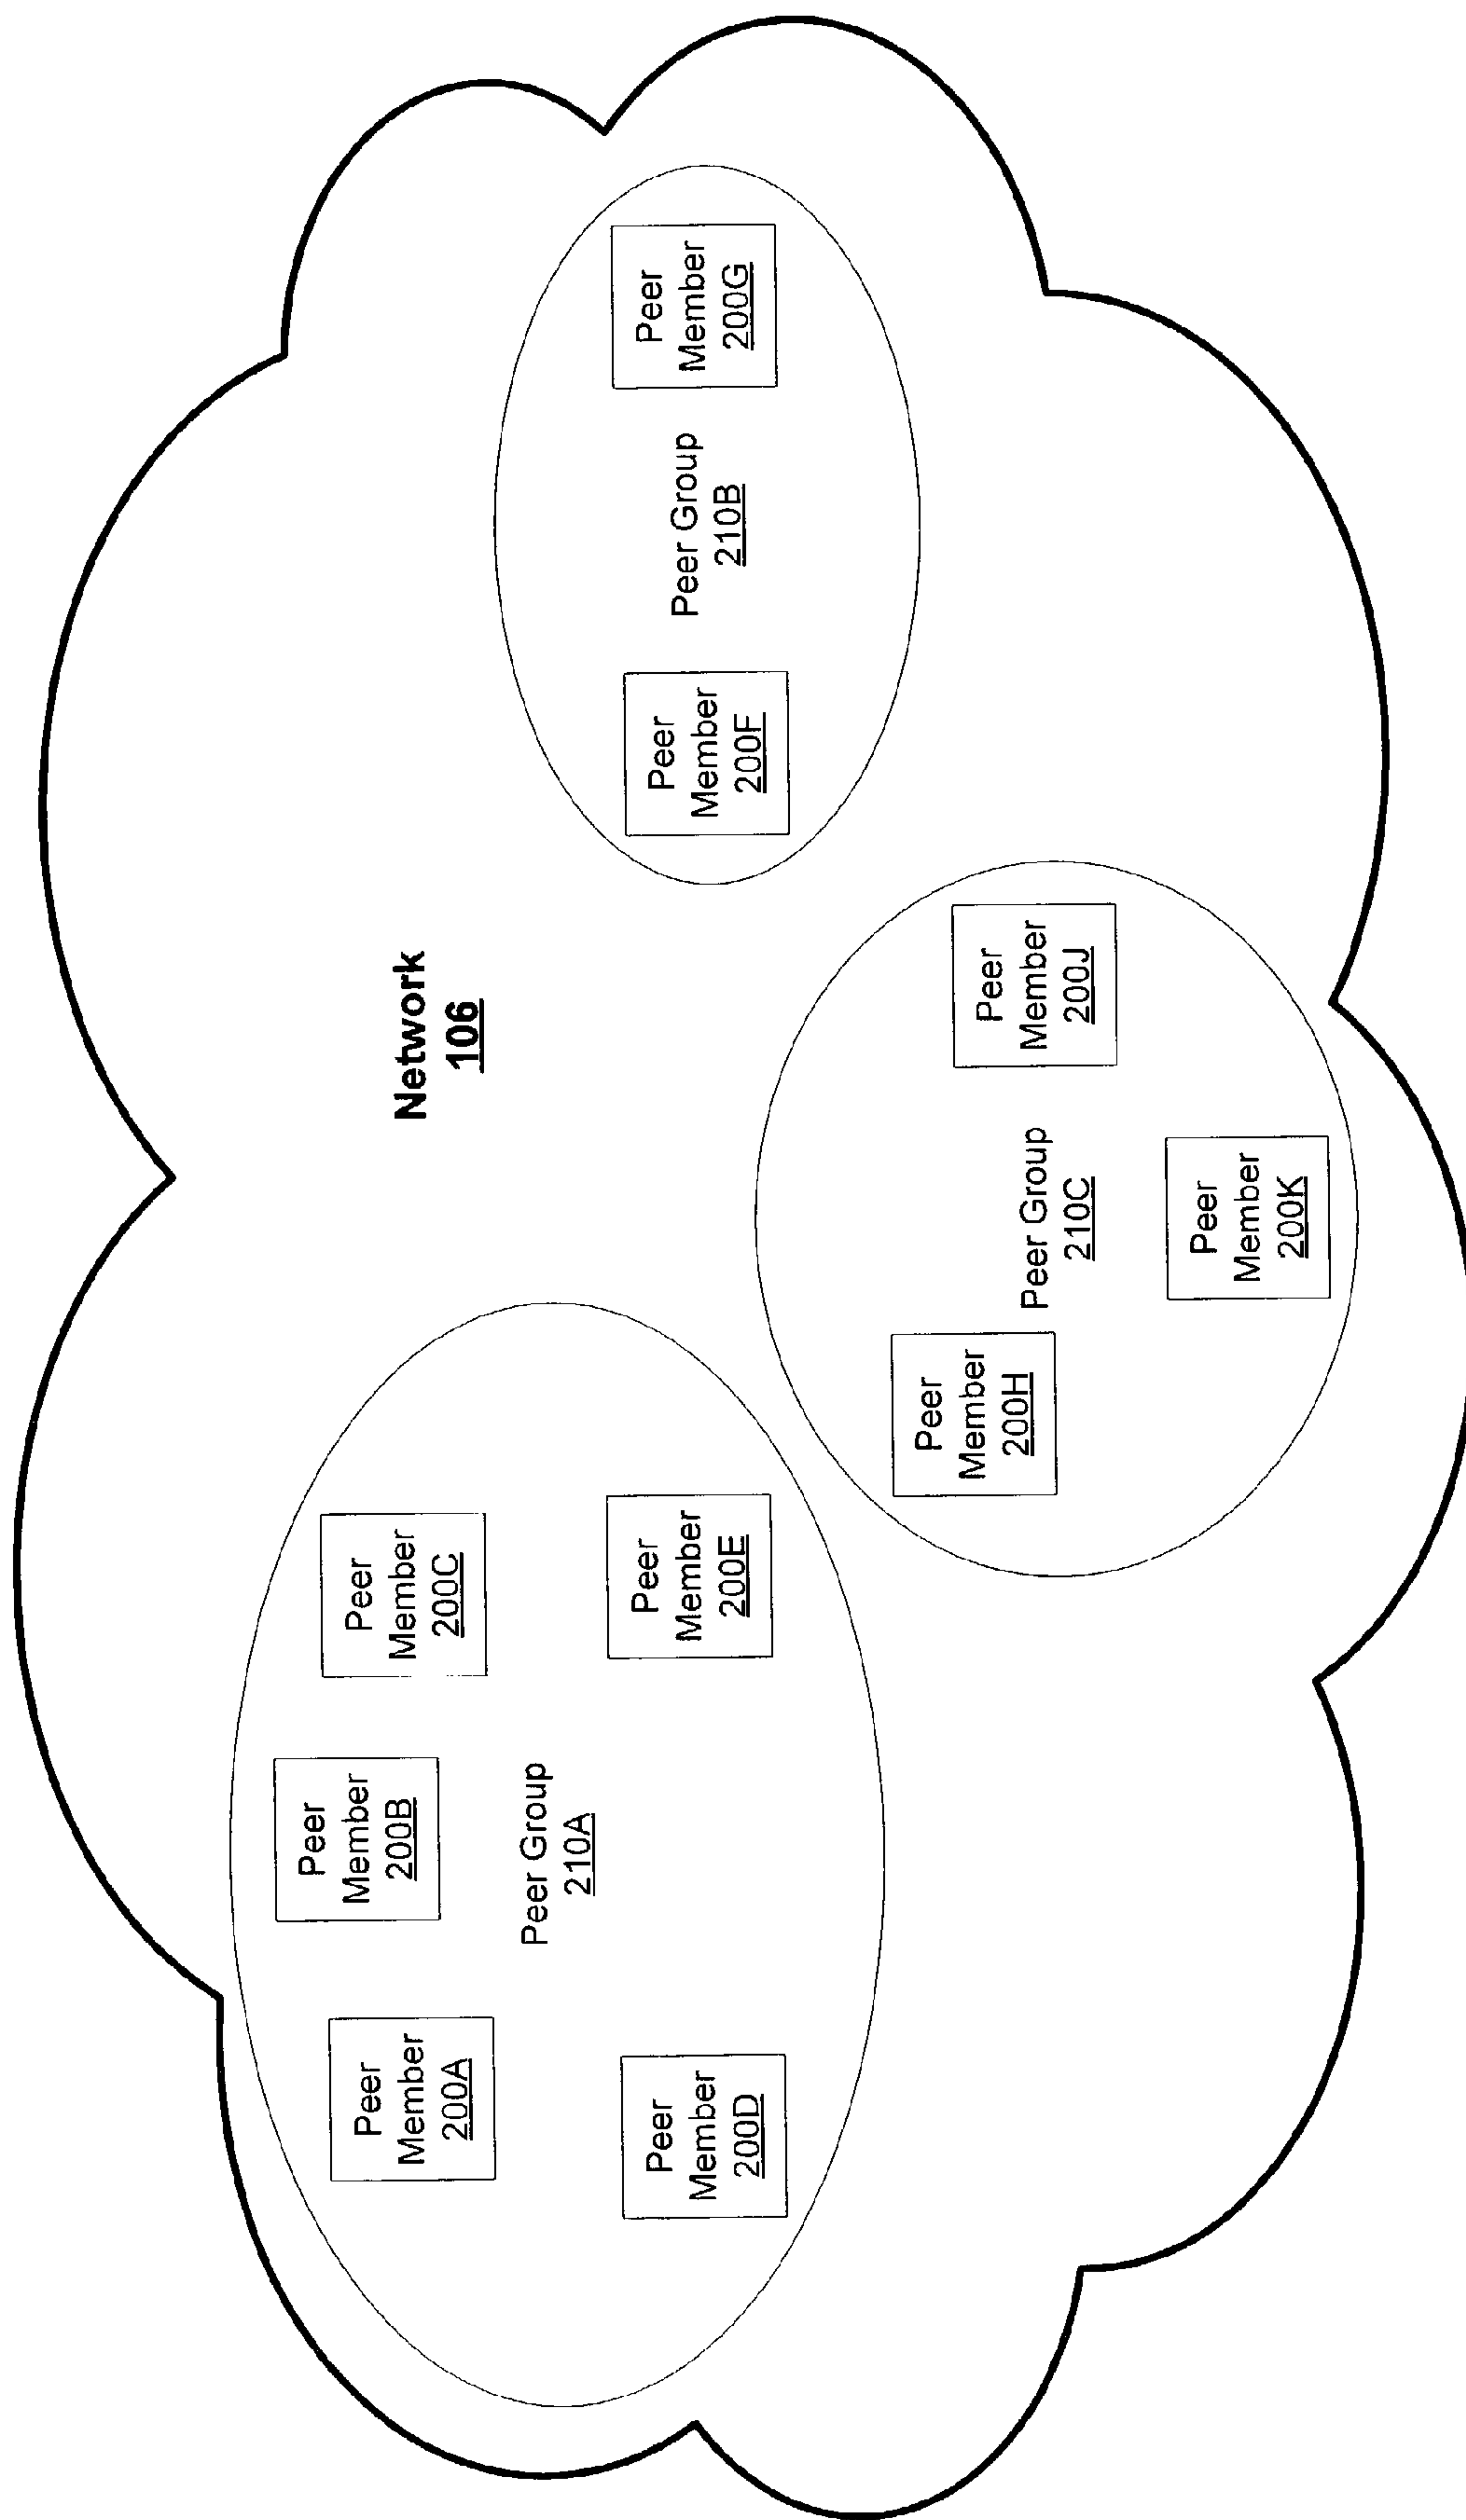 Network
106
Peer
Member
200B
Peer
Member
200C
Peer
Member
200A
Peer Group
210A
Peer
Member
200D
Peer
Member
200E
Peer
Member
200F
Peer Group
210B
Peer
Member
200G
Peer
Member
200H
Peer
Member
200J
Peer Group
210C
Peer
Member
200K